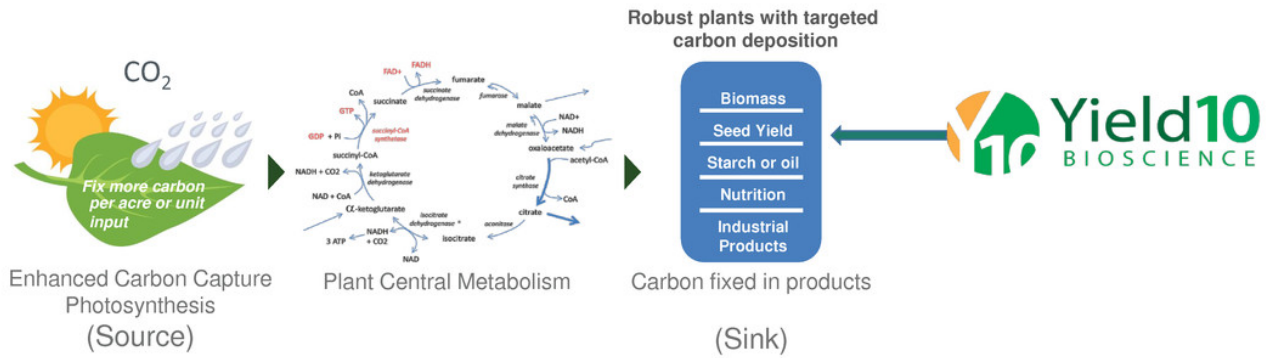 Robust plants with targeted
carbon deposition
CO2
Fix more carbon
per acre or unit
input
FAD+
FADH
fumarate
succinate
dehydrogenase
fumarase
CoA
succinate
malate
GTP
malate
dehydrogenase
NAD+
NADH
GDP + Pi
succinyl-CoA
synthetase
oxaloacetate
acetyl-CoA
succinyl-CoA
NADH + CO2
ketoglutarate
dehydrogenase
citrate
synthase
NAD + CoA
CoA
α-ketoglutarate
citrate
isocitrate
dehydrogenase *
aconitase
3 ATP
NADH
+ CO2
isocitrate
NAD
Biomass
Seed Yield
Starch or oil
Nutrition
Industrial
Products
Y10
Yield10
BIOSCIENCE
Enhanced Carbon Capture
Photosynthesis
(Source)
Plant Central Metabolism
Carbon fixed in products
(Sink)